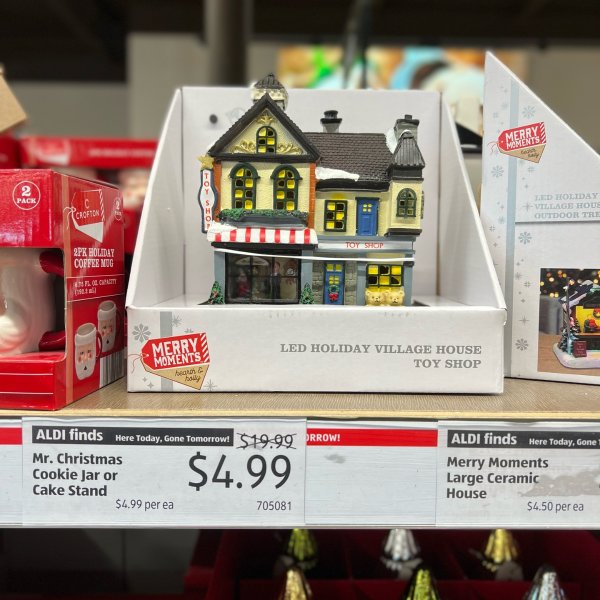 2
PACK
C
CROFTON
2PK HOLIDAY
COFFEE MUG
TOY SHOP
TOY SHOP
MERRY
MOMENTS
hearth &
holly
LED HOLIDAY VILLAGE HOUSE
TOY SHOP
MERRY
MOMENTS
hearth &
holly
LED HOLIDAY
VILLAGE HOUS
OUTDOOR TRE
ALDI finds Here Today, Gone Tomorrow!
Mr. Christmas
Cookie Jar or
Cake Stand
$19.99
$4.99
$4.99 per ea
705081
RROW!
ALDI finds Here Today, Gone
Merry Moments
Large Ceramic
House
$4.50 per ea